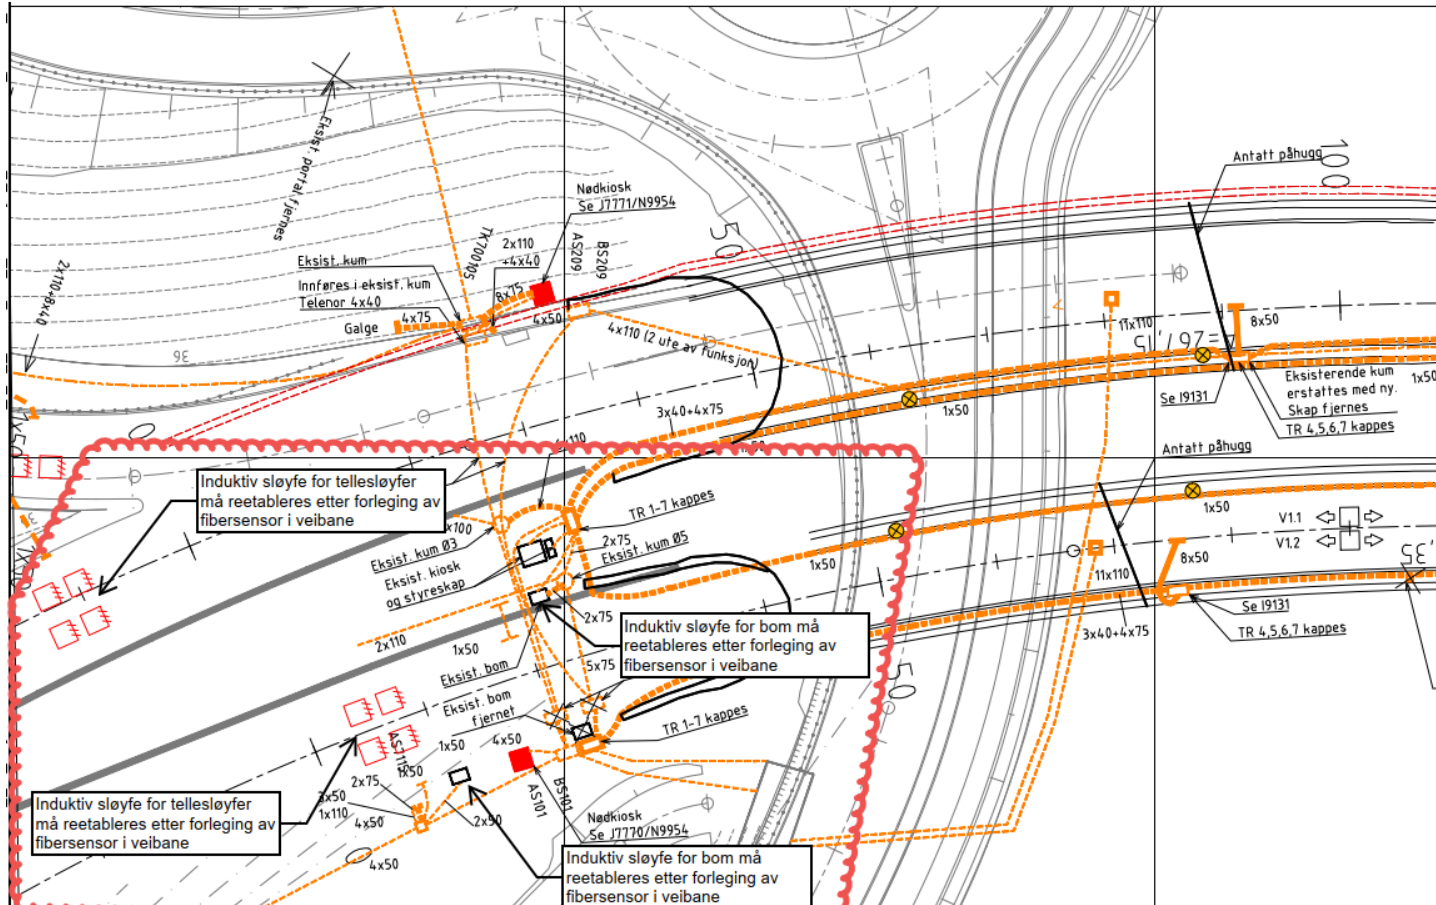 Eksist. portal fjernes
2x110+8x40
36
Eksist. kum
Innføres i eksist. kum
Telenor 4x40
Galge
4x75
TK700105
8x75
2x110
+4x40
Nødkiosk
Se J7771/N9954
AS209
BS209
4x50
50
4x110 (2 ute av funksjon)
3x40+4x75
1x50
11x110
Antatt påhugg
100
8x50
Se I9131
Eksisterende kum
erstattes med ny.
Skap fjernes
TR 4,5,6,7 kappes
1x50
Antatt påhugg
1x50
V1.1
V1.2
8x50
11x110
Se I9131
TR 4,5,6,7 kappes
3x40+4x75
1x50
50
Induktiv sløyfe for tellesløyfer
må reetableres etter forleging av
fibersensor i veibane
Eksist. kum Ø3
Eksist. kiosk
og styreskap
TR 1-7 kappes
2x75
Eksist. kum Ø5
2x75
2x110
1x50
Induktiv sløyfe for bom må
reetableres etter forleging av
fibersensor i veibane
5x75
Eksist. bom
Eksist. bom
fjernet
TR 1-7 kappes
1x50
4x50
1x50
2x75
3x50
1x110
4x50
2x50
4x50
AS101
BS101
Nødkiosk
Se J7770/N9954
Induktiv sløyfe for tellesløyfer
må reetableres etter forleging av
fibersensor i veibane
Induktiv sløyfe for bom må
reetableres etter forleging av
fibersensor i veibane